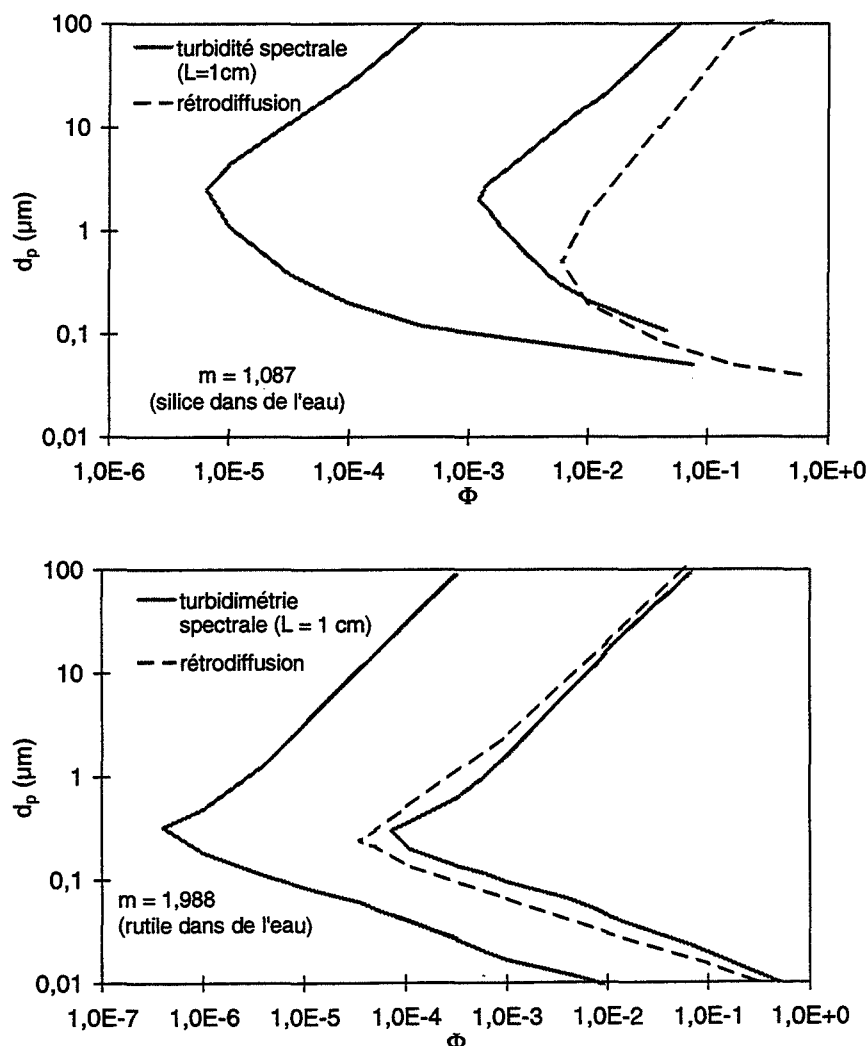 100
10
1
0,1
0,01
d_p (µm)
turbidité spectrale
(L=1cm)
rétrodiffusion
m = 1,087
(silice dans de l'eau)
1,0E-6 1,0E-5 1,0E-4 1,0E-3 1,0E-2 1,0E-1 1,0E+0
Φ
100
10
1
0,1
0,01
d_p (µm)
turbidimétrie
spectrale (L = 1 cm)
rétrodiffusion
m = 1,988
(rutile dans de l'eau)
1,0E-7 1,0E-6 1,0E-5 1,0E-4 1,0E-3 1,0E-2 1,0E-1 1,0E+0
Φ